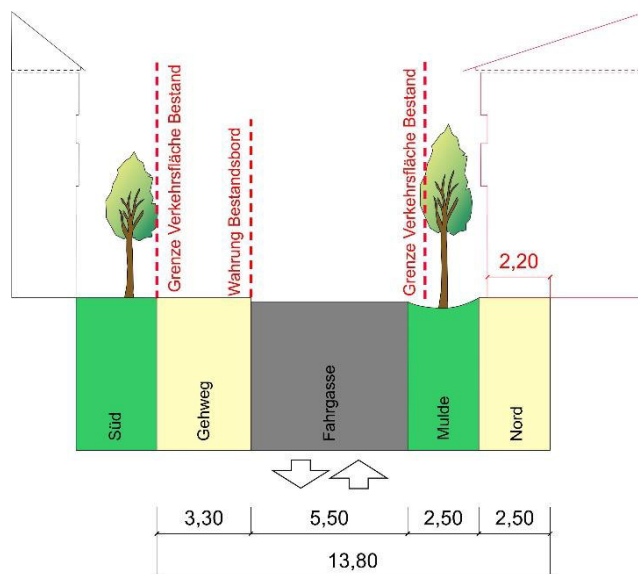 Grenze Verkehrsfläche Bestand
Wahrung Bestandsbord
Grenze Verkehrsfläche Bestand
2,20
Süd
Gehweg
Fahrgasse
Mulde
Nord
3,30
5,50
2,50
2,50
13,80